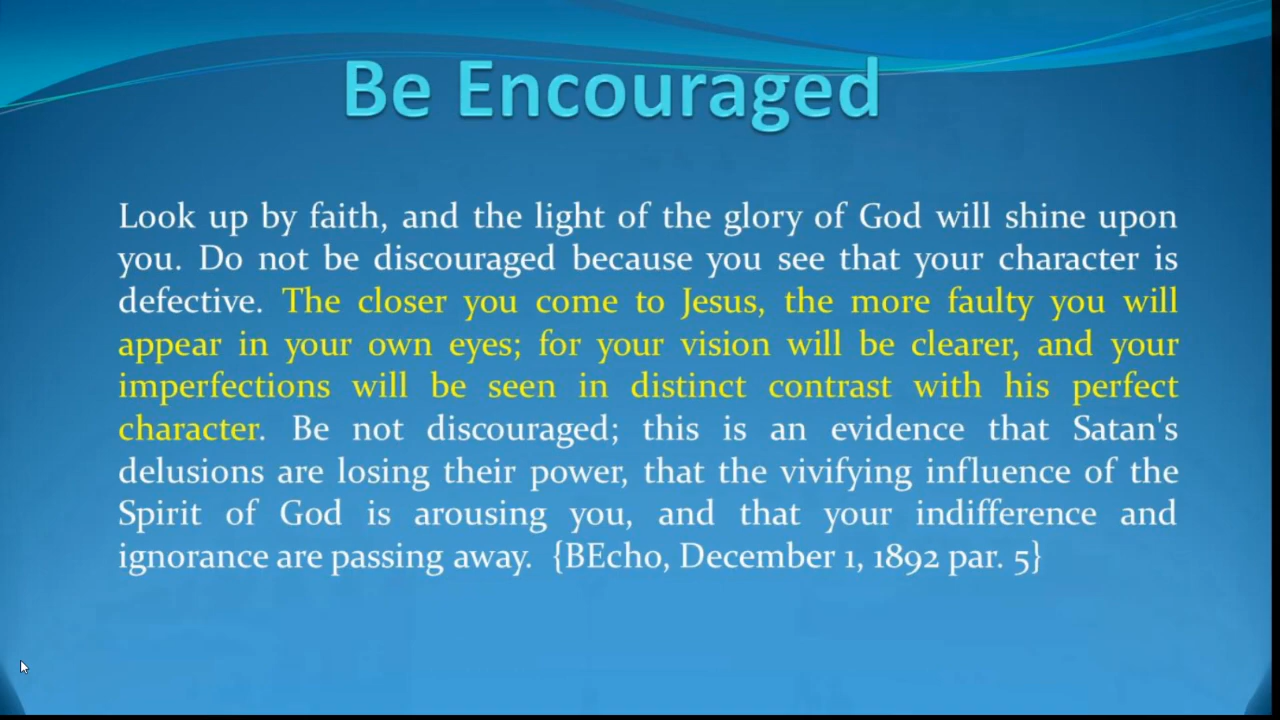 Be Encouraged
Look up by faith, and the light of the glory of God will shine upon
you. Do not be discouraged because you see that your character is
defective. The closer you come to Jesus, the more faulty you will
appear in your own eyes; for your vision will be clearer, and your
imperfections will be seen in distinct contrast with his perfect
character. Be not discouraged; this is an evidence that Satan's
delusions are losing their power, that the vivifying influence of the
Spirit of God is arousing you, and that your indifference and
ignorance are passing away. {BEcho, December 1, 1892 par. 5}